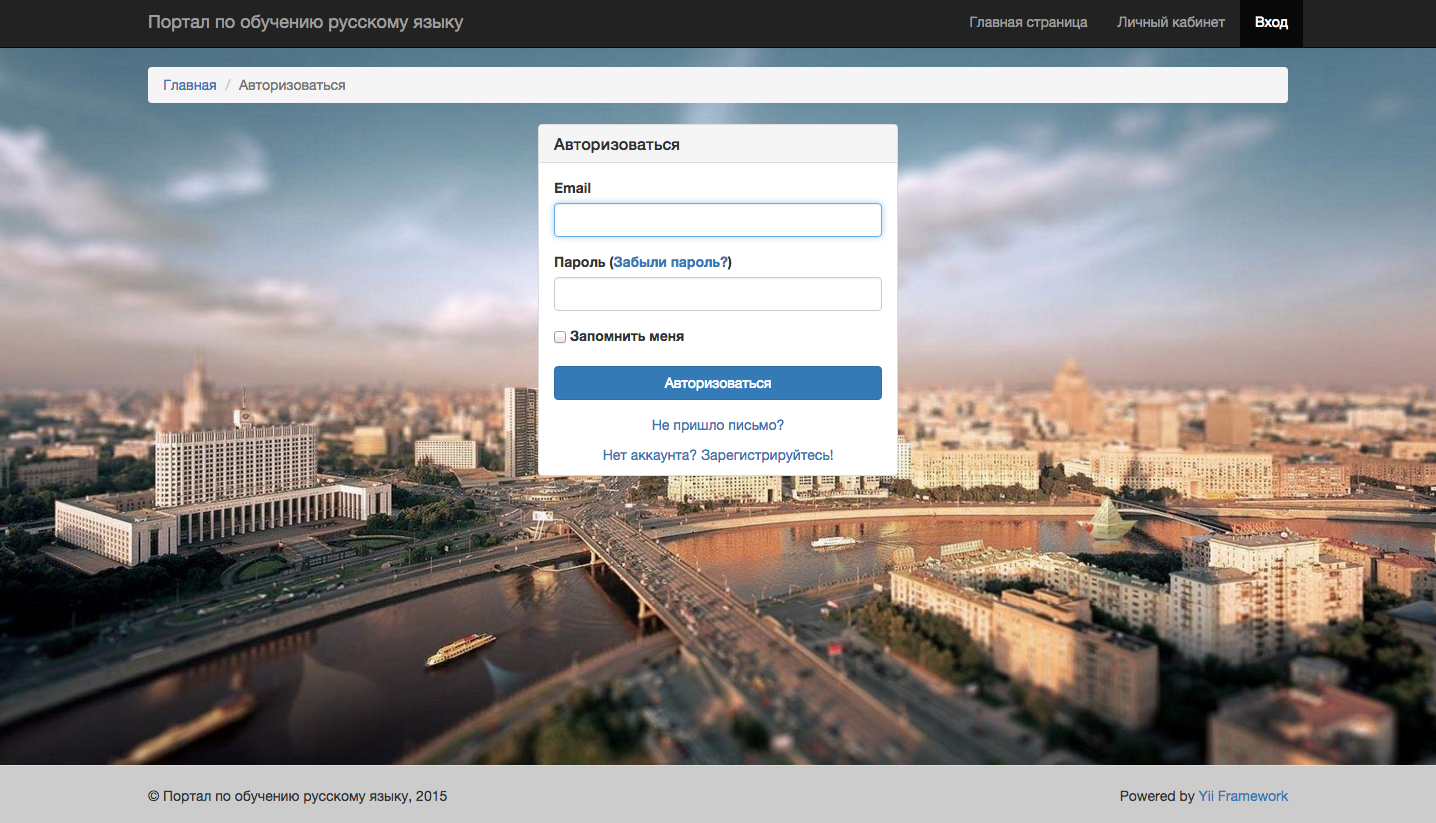 Портал по обучению русскому языку
Главная страница
Личный кабинет
Вход
Главная / Авторизоваться
Авторизоваться
Email
Пароль (Забыли пароль?)
Запомнить меня
Авторизоваться
Не пришло письмо?
Нет аккаунта? Зарегистрируйтесь!
© Портал по обучению русскому языку, 2015
Powered by Yii Framework